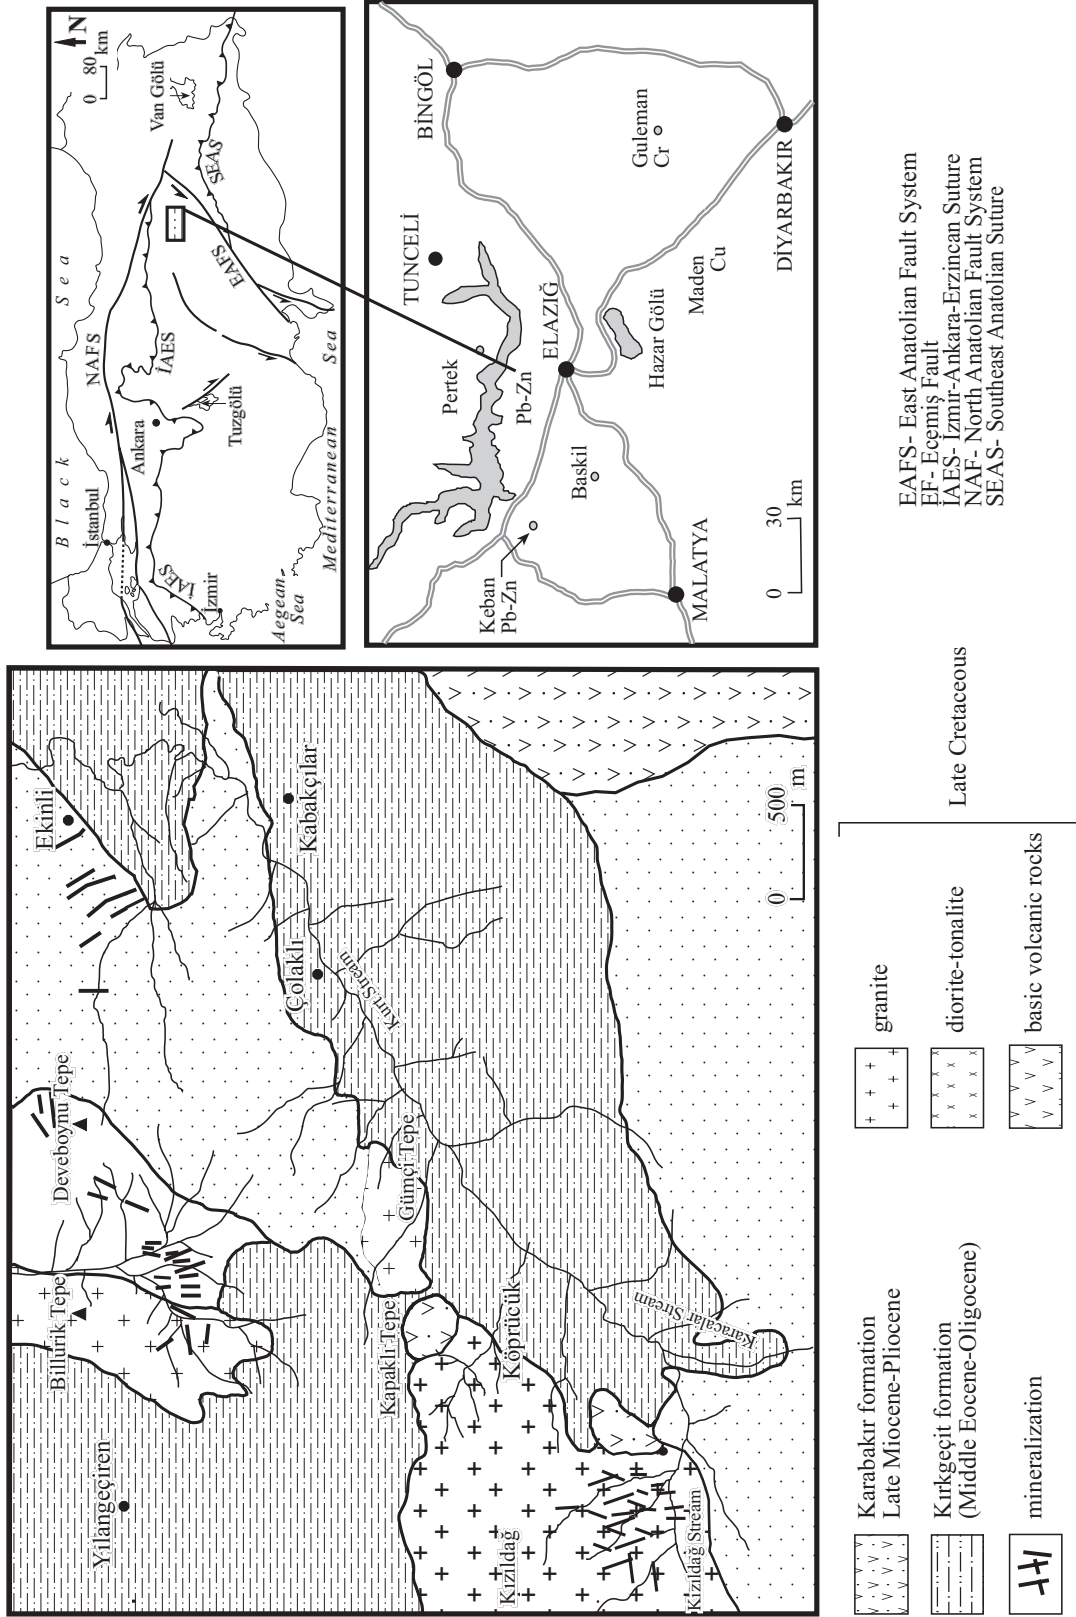 N
0 80
km
Black Sea
İstanbul
NAFS
Van Gölü
Ankara
İAES
İAES
SEAS
EAFS
Tuzgölü
İzmir
Aegean
Sea
Mediterranean Sea
BİNGÖL
TUNCELİ
Pertek
Guleman
Cr
Keban
Pb-Zn
Pb-Zn
ELAZIĞ
Baskil
Hazar Gölü
Maden
Cu
DİYARBAKIR
MALATYA
0 30
km
Ekinli
Deveboynu Tepe
Billurik Tepe
Yılangeçiren
Kabakçılar
Çolaklı
Kurt Stream
Gümçi Tepe
Kapaklı Tepe
Köprücük
Kızıldağ
Karacalar Stream
Kızıldağ Stream
0 500
m
Karabakır formation
Late Miocene-Pliocene
Kırkgeçit formation
(Middle Eocene-Oligocene)
mineralization
granite
diorite-tonalite
basic volcanic rocks
Late Cretaceous
EAFS- East Anatolian Fault System
EF- Eçemiş Fault
İAES- İzmir-Ankara-Erzincan Suture
NAF- North Anatolian Fault System
SEAS- Southeast Anatolian Suture